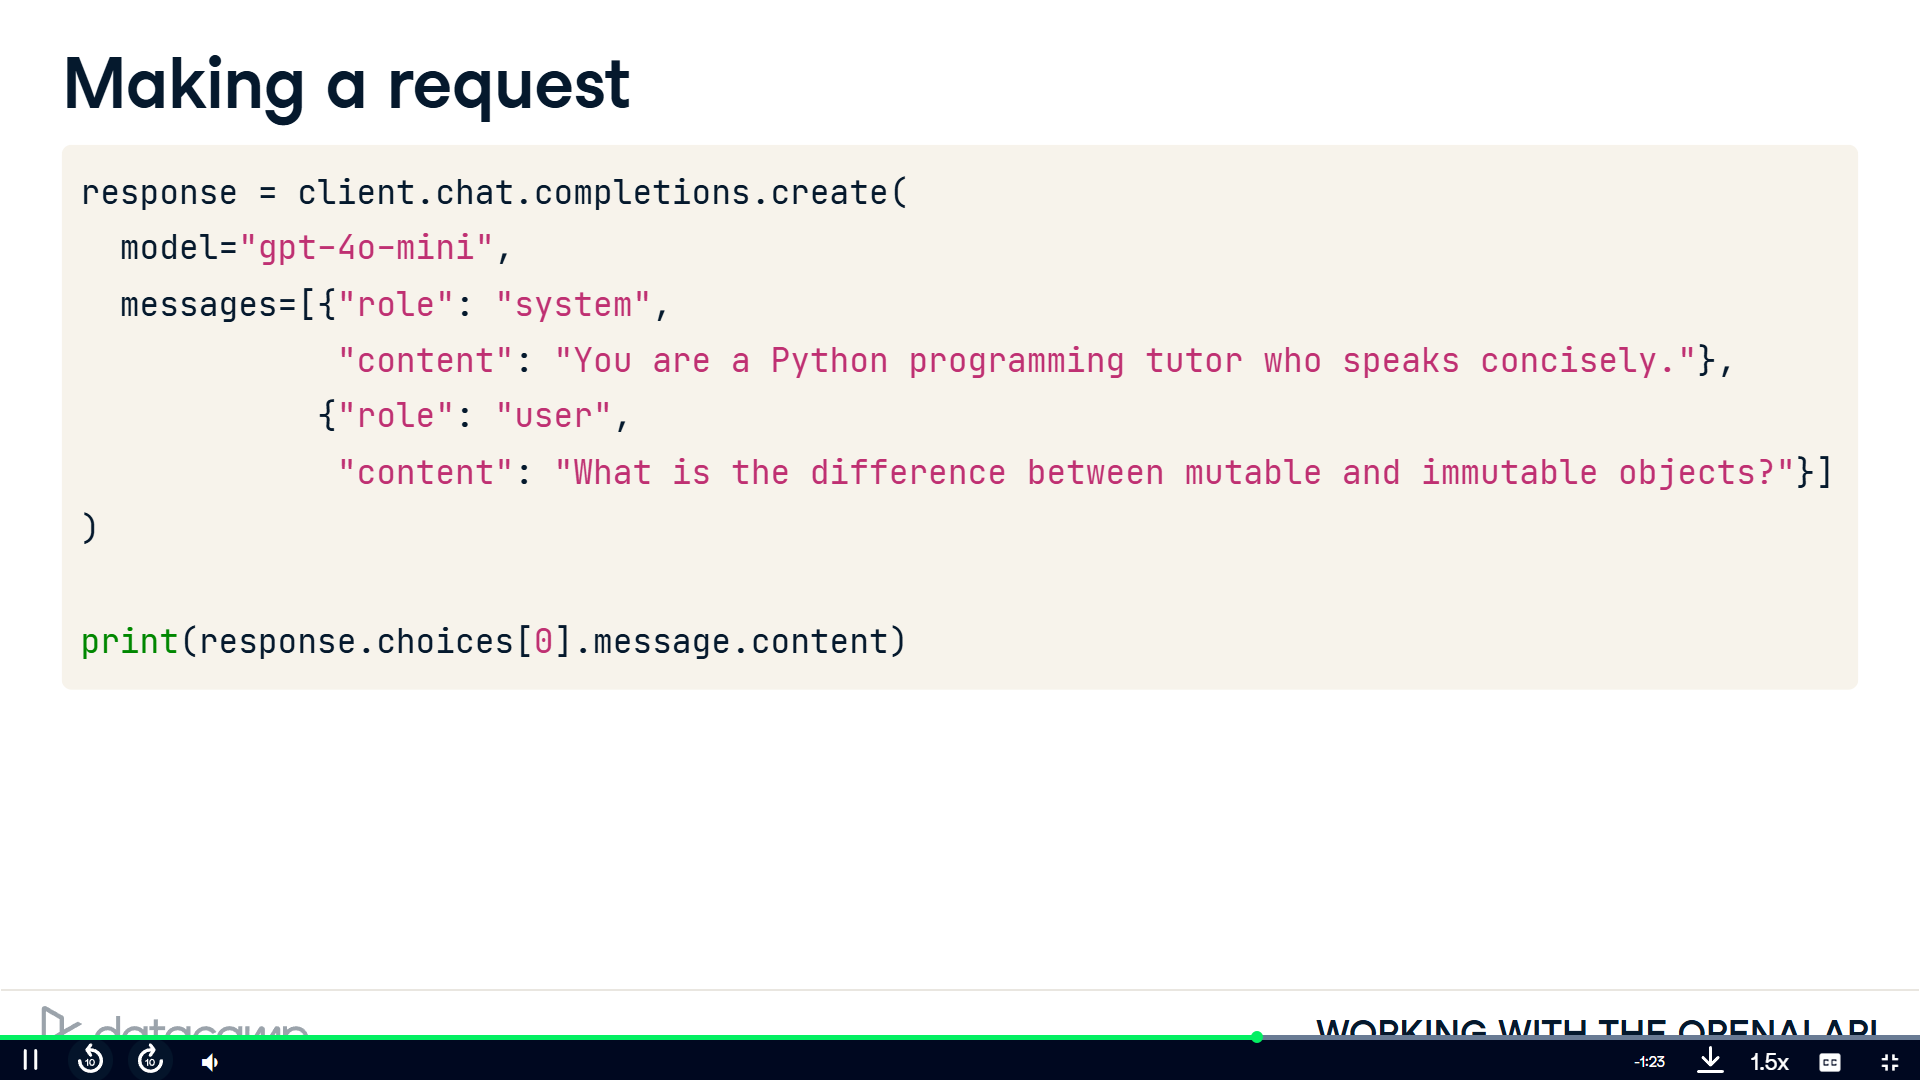 Making a request
response = client.chat.completions.create(
  model="gpt-4o-mini",
  messages=[{"role": "system",
             "content": "You are a Python programming tutor who speaks concisely."},
            {"role": "user",
             "content": "What is the difference between mutable and immutable objects?"}]
)
print(response.choices[0].message.content)
datacamp
WORKING WITH THE OPENAI API
10
10
-1:23
1.5x
CC